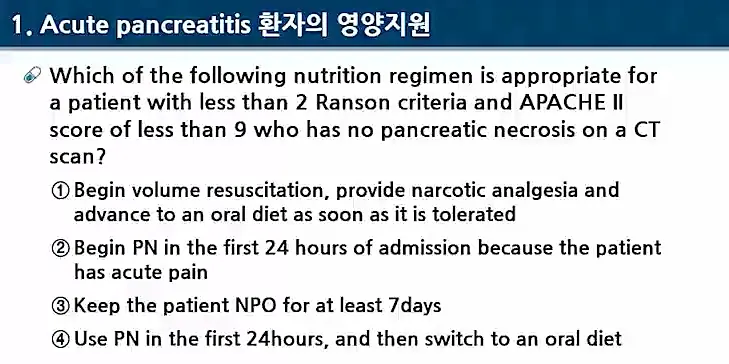 1. Acute pancreatitis 환자의 영양지원
Which of the following nutrition regimen is appropriate for
a patient with less than 2 Ranson criteria and APACHE Ⅱ
score of less than 9 who has no pancreatic necrosis on a CT
scan?
① Begin volume resuscitation, provide narcotic analgesia and
advance to an oral diet as soon as it is tolerated
② Begin PN in the first 24 hours of admission because the patient
has acute pain
③ Keep the patient NPO for at least 7days
④ Use PN in the first 24hours, and then switch to an oral diet